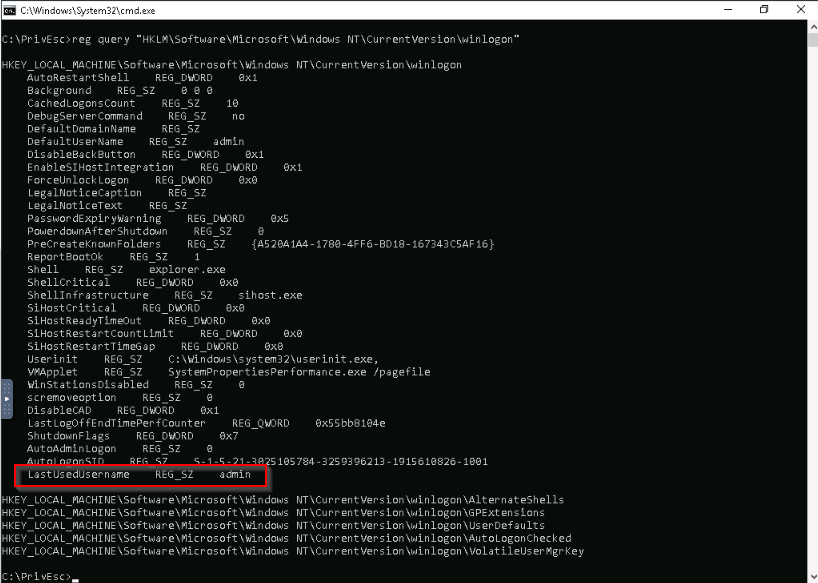 C:\Windows\System32\cmd.exe
C:\PrivEsc>reg query "HKLM\Software\Microsoft\Windows NT\CurrentVersion\winlogon"
HKEY_LOCAL_MACHINE\Software\Microsoft\Windows NT\CurrentVersion\winlogon
AutoRestartShell REG_DWORD 0x1
Background REG_SZ 0 0 0
CachedLogonsCount REG_SZ 10
DebugServerCommand REG_SZ no
DefaultDomainName REG_SZ
DefaultUserName REG_SZ admin
DisableBackButton REG_DWORD 0x1
EnableSIHostIntegration REG_DWORD 0x1
ForceUnlockLogon REG_DWORD 0x0
LegalNoticeCaption REG_SZ
LegalNoticeText REG_SZ
PasswordExpiryWarning REG_DWORD 0x5
PowerdownAfterShutdown REG_SZ 0
PreCreateKnownFolders REG_SZ {A520A1A4-1780-4FF6-BD18-167343C5AF16}
ReportBootOk REG_SZ 1
Shell REG_SZ explorer.exe
ShellCritical REG_DWORD 0x0
ShellInfrastructure REG_SZ sihost.exe
SiHostCritical REG_DWORD 0x0
SiHostReadyTimeOut REG_DWORD 0x0
SiHostRestartCountLimit REG_DWORD 0x0
SiHostRestartTimeGap REG_DWORD 0x0
Userinit REG_SZ C:\Windows\system32\userinit.exe,
VMApplet REG_SZ SystemPropertiesPerformance.exe /pagefile
WinStationsDisabled REG_SZ 0
scremoveoption REG_SZ 0
DisableCAD REG_DWORD 0x1
LastLogOffEndTimePerfCounter REG_QWORD 0x55bb8104e
ShutdownFlags REG_DWORD 0x7
AutoAdminLogon REG_SZ 0
AutoLogonSID REG_SZ S-1-5-21-3025105784-3259396213-1915610826-1001
LastUsedUsername REG_SZ admin
HKEY_LOCAL_MACHINE\Software\Microsoft\Windows NT\CurrentVersion\winlogon\AlternateShells
HKEY_LOCAL_MACHINE\Software\Microsoft\Windows NT\CurrentVersion\winlogon\GPExtensions
HKEY_LOCAL_MACHINE\Software\Microsoft\Windows NT\CurrentVersion\winlogon\UserDefaults
HKEY_LOCAL_MACHINE\Software\Microsoft\Windows NT\CurrentVersion\winlogon\AutoLogonChecked
HKEY_LOCAL_MACHINE\Software\Microsoft\Windows NT\CurrentVersion\winlogon\VolatileUserMgrKey
C:\PrivEsc>